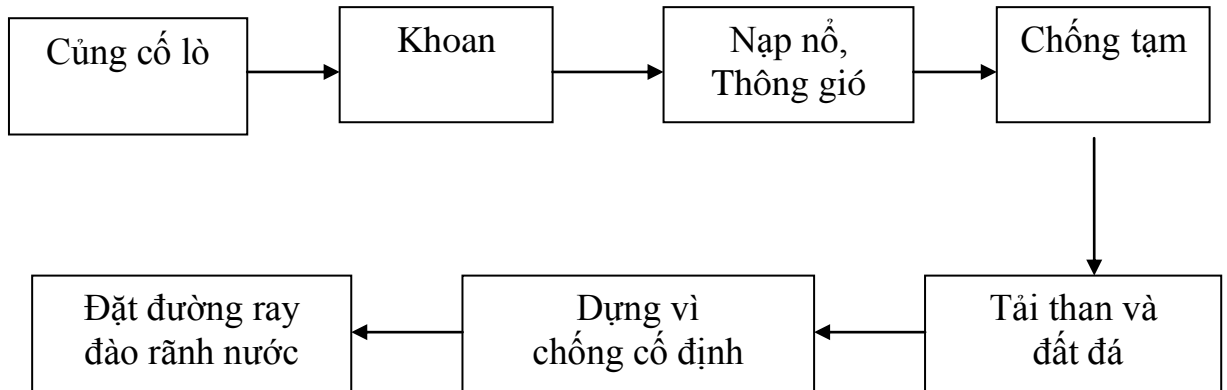 Củng cố lò
Khoan
Nạp nổ,
Thông gió
Chống tạm
Tải than và
đất đá
Dựng vì
chống cố định
Đặt đường ray
đào rãnh nước